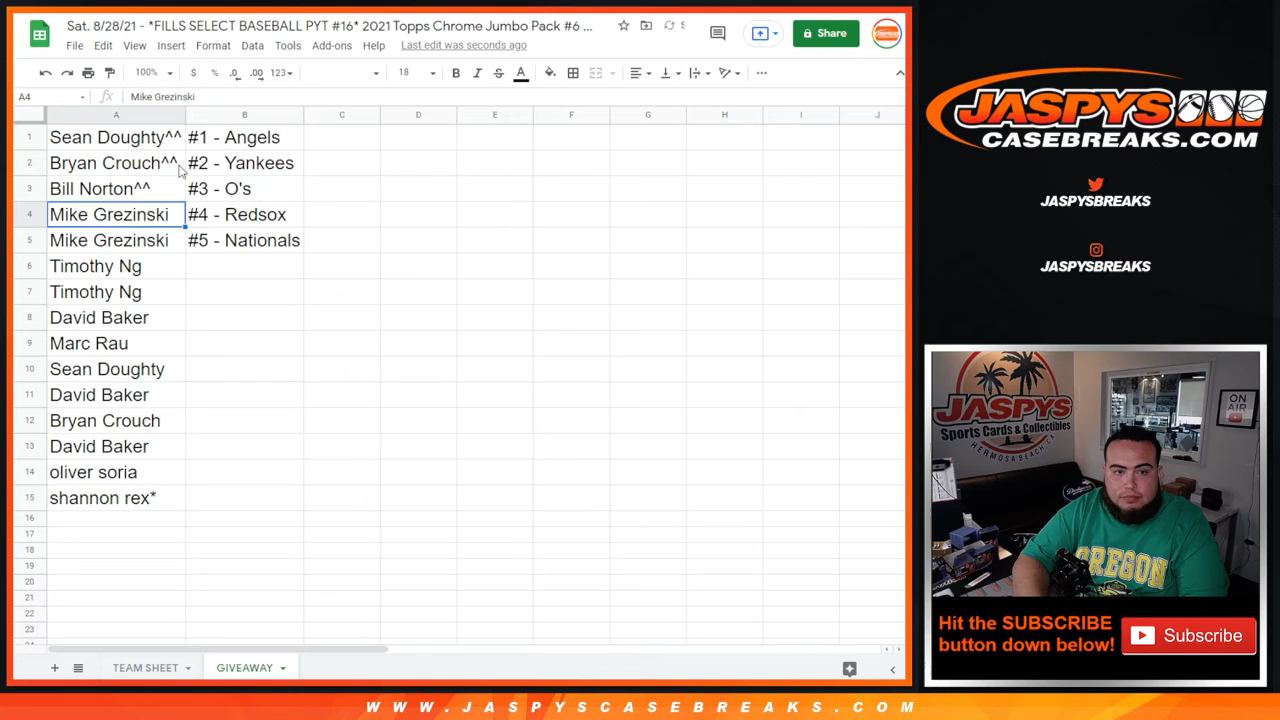 Sat. 8/28/21 - *FILLS SELECT BASEBALL PYT #16* 2021 Topps Chrome Jumbo Pack #6 ...
File Edit View Insert Format Data Tools Add-ons Help Last edit was seconds ago
Share
100% $ % .0 .00 123 18 B I S A
A4 fx Mike Grezinski
A B C D E F G H I J
1 Sean Doughty^^ #1 - Angels
2 Bryan Crouch^^ #2 - Yankees
3 Bill Norton^^ #3 - O's
4 Mike Grezinski #4 - Redsox
5 Mike Grezinski #5 - Nationals
6 Timothy Ng
7 Timothy Ng
8 David Baker
9 Marc Rau
10 Sean Doughty
11 David Baker
12 Bryan Crouch
13 David Baker
14 oliver soria
15 shannon rex*
16
17
18
19
20
21
22
23
TEAM SHEET GIVEAWAY
JASPYS
CASEBREAKS.COM
JASPYSBREAKS
JASPYSBREAKS
JASPYS
Sports Cards & Collectibles
HERMOSA BEACH, CA
ON AIR
Dodgers
OREGON
Hit the SUBSCRIBE
button down below!
Subscribe
WWW.JASPYSCASEBREAKS.COM